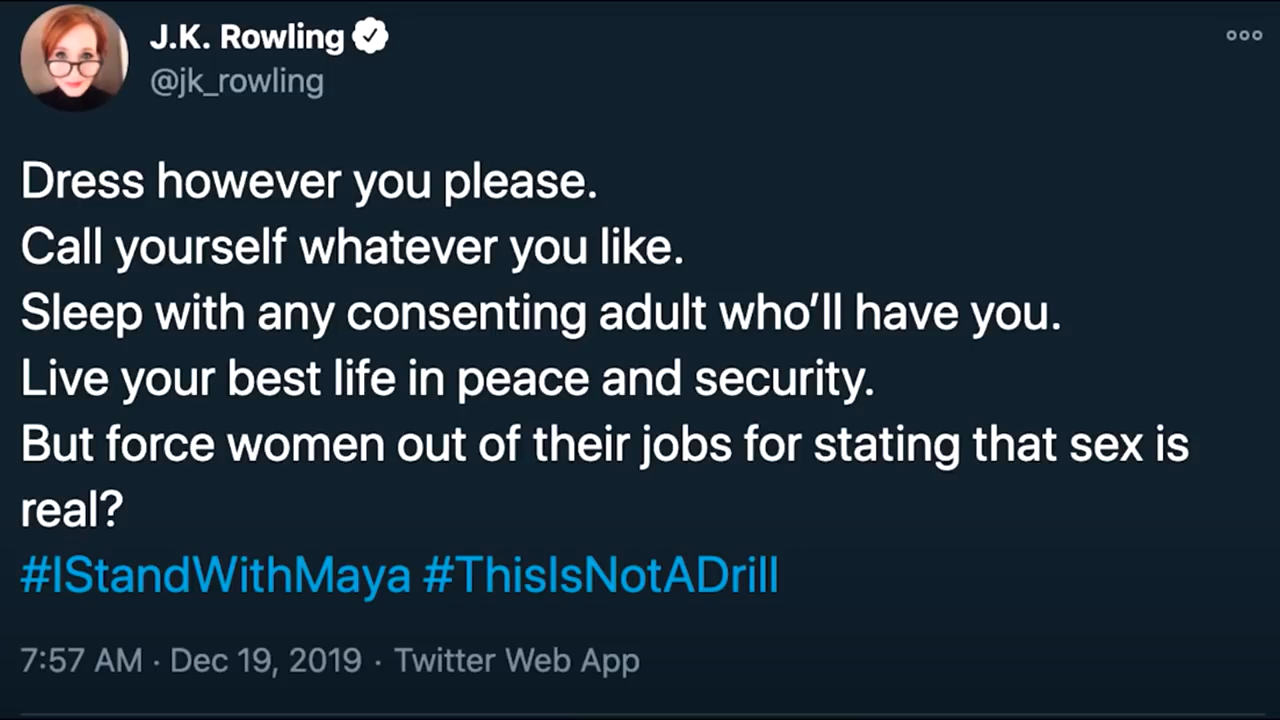 J.K. Rowling
@jk_rowling
Dress however you please.
Call yourself whatever you like.
Sleep with any consenting adult who’ll have you.
Live your best life in peace and security.
But force women out of their jobs for stating that sex is
real?
#IStandWithMaya #ThisIsNotADrill
7:57 AM · Dec 19, 2019 · Twitter Web App